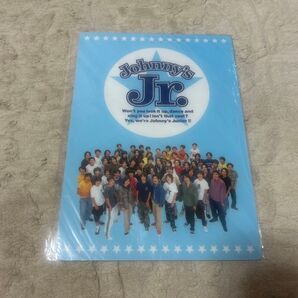 Johnny's
Jr.
Won't you look it up, dance and
sing it up! Isn't that cool?
Yes, we're Johnny's Junior!!